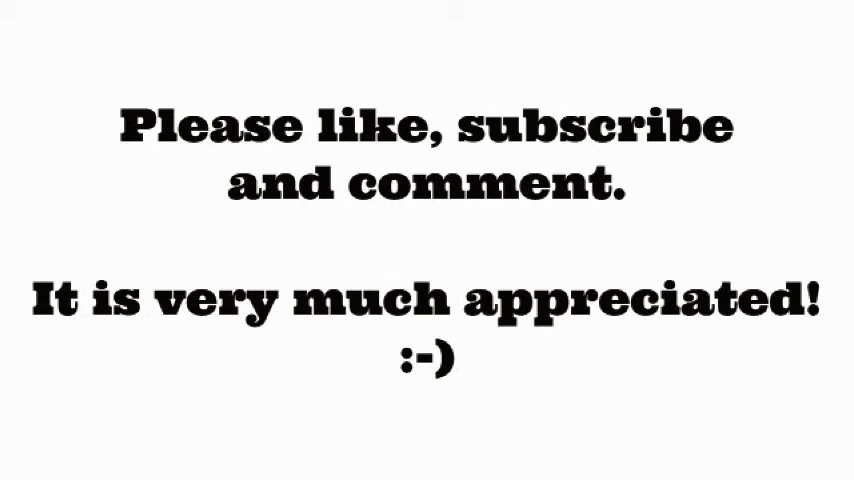 Please like, subscribe
and comment.
It is very much appreciated!
:-)